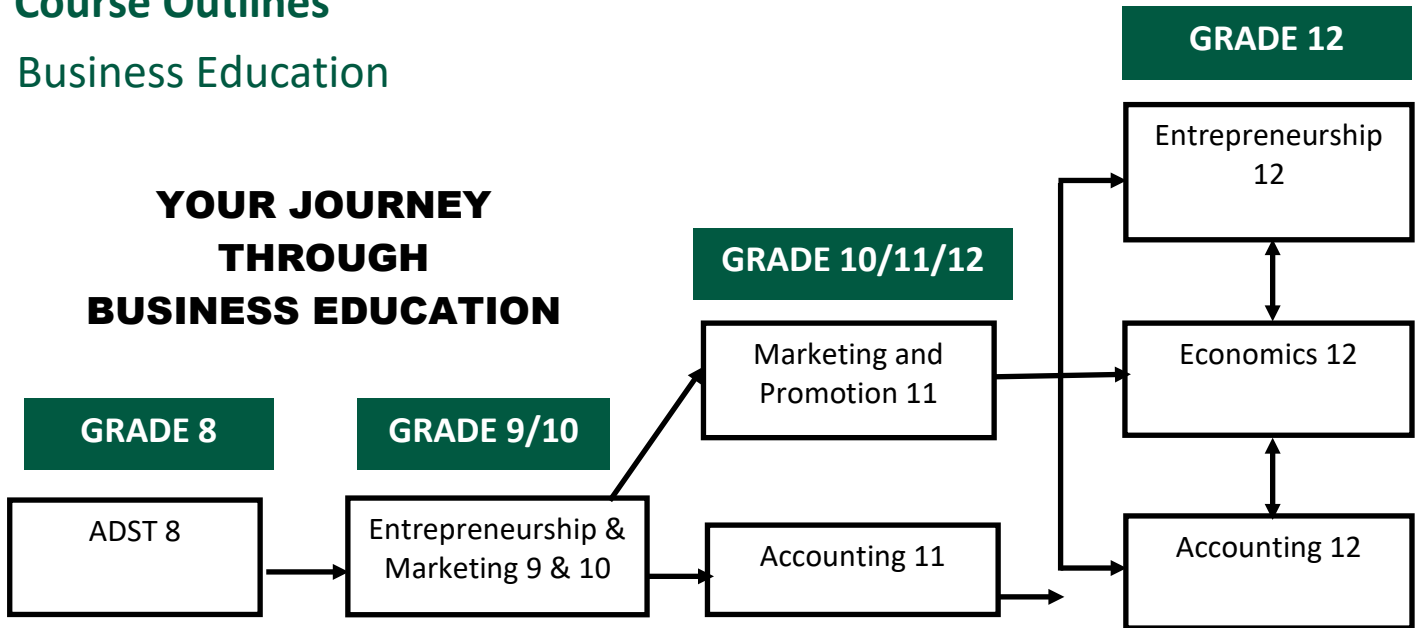 Course Outlines
Business Education
YOUR JOURNEY
THROUGH
BUSINESS EDUCATION
GRADE 8
ADST 8
GRADE 9/10
Entrepreneurship &
Marketing 9 & 10
GRADE 10/11/12
Marketing and
Promotion 11
Accounting 11
GRADE 12
Entrepreneurship
12
Economics 12
Accounting 12